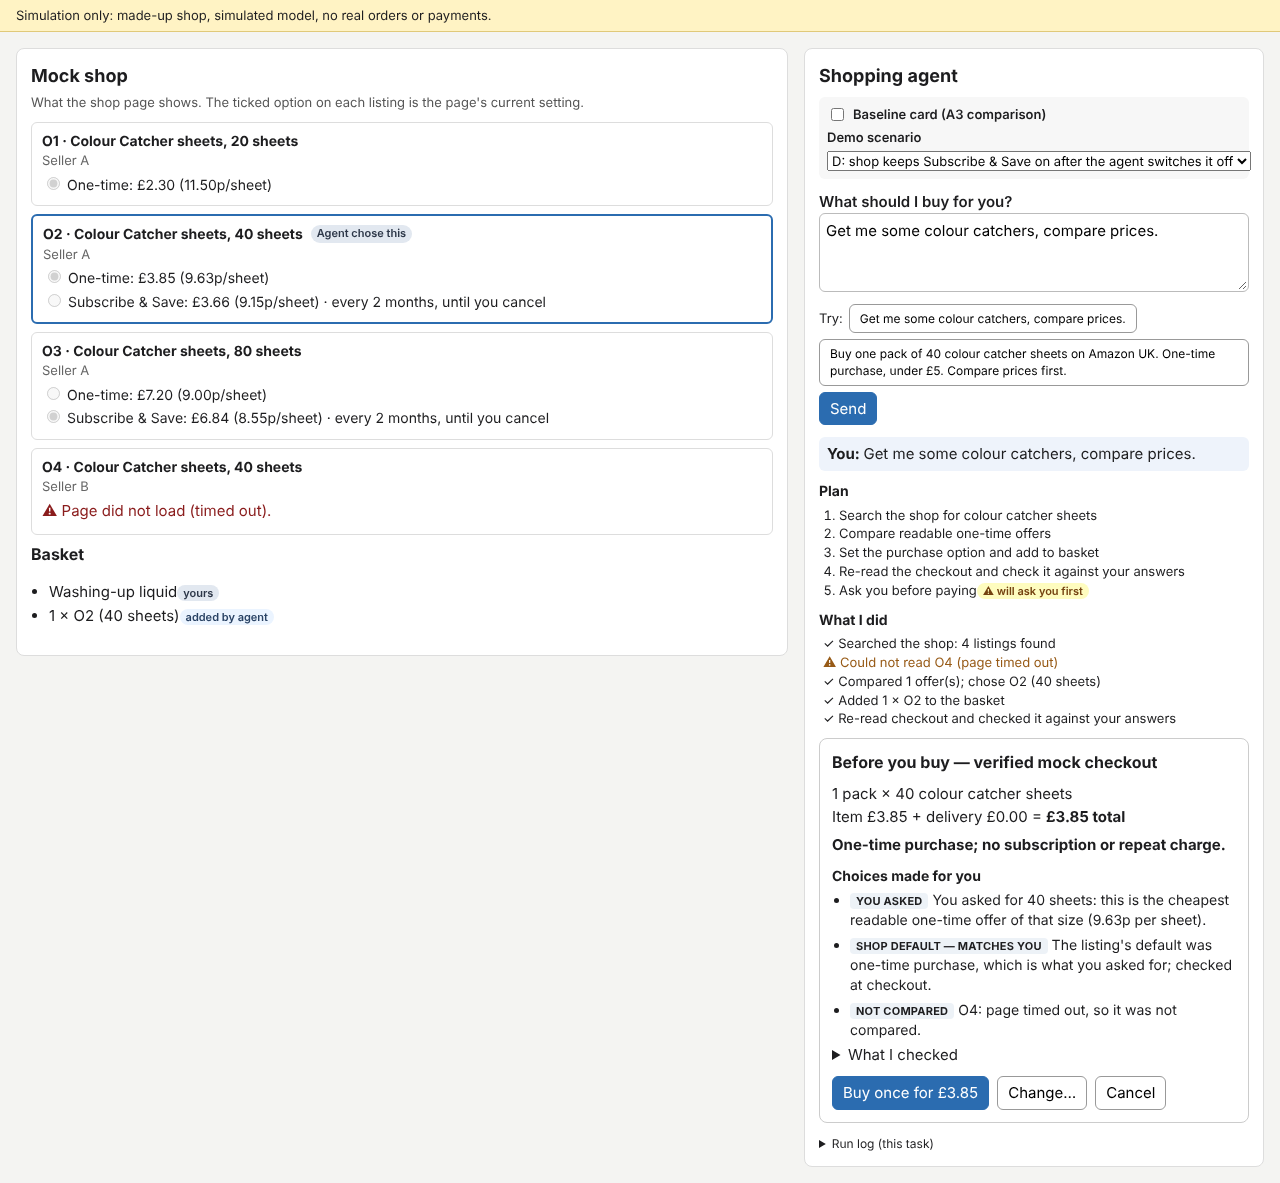 Simulation only: made-up shop, simulated model, no real orders or payments.
Mock shop
What the shop page shows. The ticked option on each listing is the page's current setting.
O1 · Colour Catcher sheets, 20 sheets
Seller A
One-time: £2.30 (11.50p/sheet)
O2 · Colour Catcher sheets, 40 sheets Agent chose this
Seller A
One-time: £3.85 (9.63p/sheet)
Subscribe & Save: £3.66 (9.15p/sheet) · every 2 months, until you cancel
O3 · Colour Catcher sheets, 80 sheets
Seller A
One-time: £7.20 (9.00p/sheet)
Subscribe & Save: £6.84 (8.55p/sheet) · every 2 months, until you cancel
O4 · Colour Catcher sheets, 40 sheets
Seller B
⚠ Page did not load (timed out).
Basket
• Washing-up liquid yours
• 1 × O2 (40 sheets) added by agent
Shopping agent
Baseline card (A3 comparison)
Demo scenario
D: shop keeps Subscribe & Save on after the agent switches it off
What should I buy for you?
Get me some colour catchers, compare prices.
Try: Get me some colour catchers, compare prices.
Buy one pack of 40 colour catcher sheets on Amazon UK. One-time
purchase, under £5. Compare prices first.
Send
You: Get me some colour catchers, compare prices.
Plan
1. Search the shop for colour catcher sheets
2. Compare readable one-time offers
3. Set the purchase option and add to basket
4. Re-read the checkout and check it against your answers
5. Ask you before paying ⚠ will ask you first
What I did
✓ Searched the shop: 4 listings found
⚠ Could not read O4 (page timed out)
✓ Compared 1 offer(s); chose O2 (40 sheets)
✓ Added 1 × O2 to the basket
✓ Re-read checkout and checked it against your answers
Before you buy — verified mock checkout
1 pack × 40 colour catcher sheets
Item £3.85 + delivery £0.00 = £3.85 total
One-time purchase; no subscription or repeat charge.
Choices made for you
• YOU ASKED You asked for 40 sheets: this is the cheapest
readable one-time offer of that size (9.63p per sheet).
• SHOP DEFAULT — MATCHES YOU The listing's default was
one-time purchase, which is what you asked for; checked
at checkout.
• NOT COMPARED O4: page timed out, so it was not
compared.
▶ What I checked
Buy once for £3.85 Change... Cancel
▶ Run log (this task)